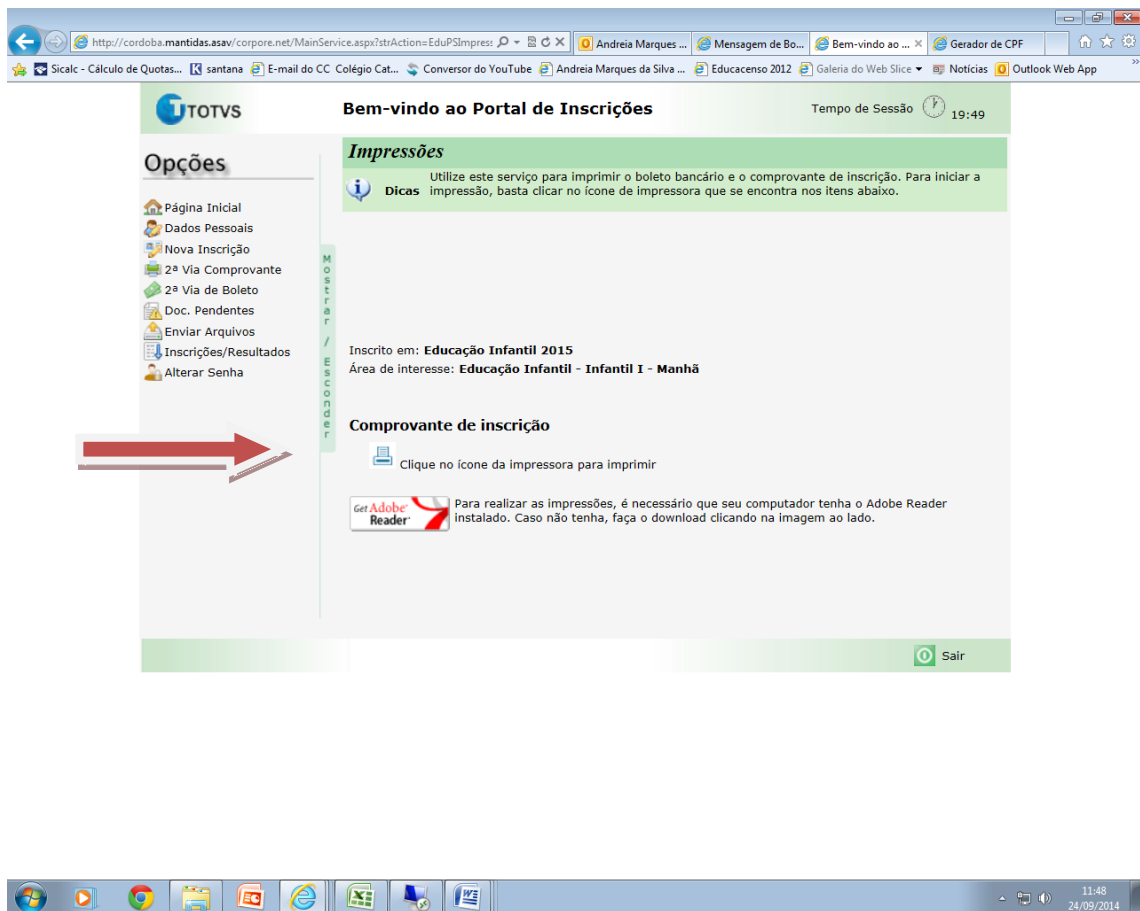 http://cordoba.mantidas.asav/corpore.net/MainService.aspx?strAction=EduPSImpres:
Andreia Marques ...
Mensagem de Bo...
Bem-vindo ao ...
Gerador de CPF
Sicalc - Cálculo de Quotas...
santana
E-mail do CC Colégio Cat...
Conversor do YouTube
Andreia Marques da Silva ...
Educacenso 2012
Galeria do Web Slice
Notícias
Outlook Web App
TOTVS
Bem-vindo ao Portal de Inscrições
Tempo de Sessão 19:49
Opções
Página Inicial
Dados Pessoais
Nova Inscrição
2ª Via Comprovante
2ª Via de Boleto
Doc. Pendentes
Enviar Arquivos
Inscrições/Resultados
Alterar Senha
Mostrar / Esconder
Impressões
Dicas
Utilize este serviço para imprimir o boleto bancário e o comprovante de inscrição. Para iniciar a
impressão, basta clicar no ícone de impressora que se encontra nos itens abaixo.
Inscrito em: Educação Infantil 2015
Área de interesse: Educação Infantil - Infantil I - Manhã
Comprovante de inscrição
Clique no ícone da impressora para imprimir
Get Adobe
Reader
Para realizar as impressões, é necessário que seu computador tenha o Adobe Reader
instalado. Caso não tenha, faça o download clicando na imagem ao lado.
Sair
11:48
24/09/2014